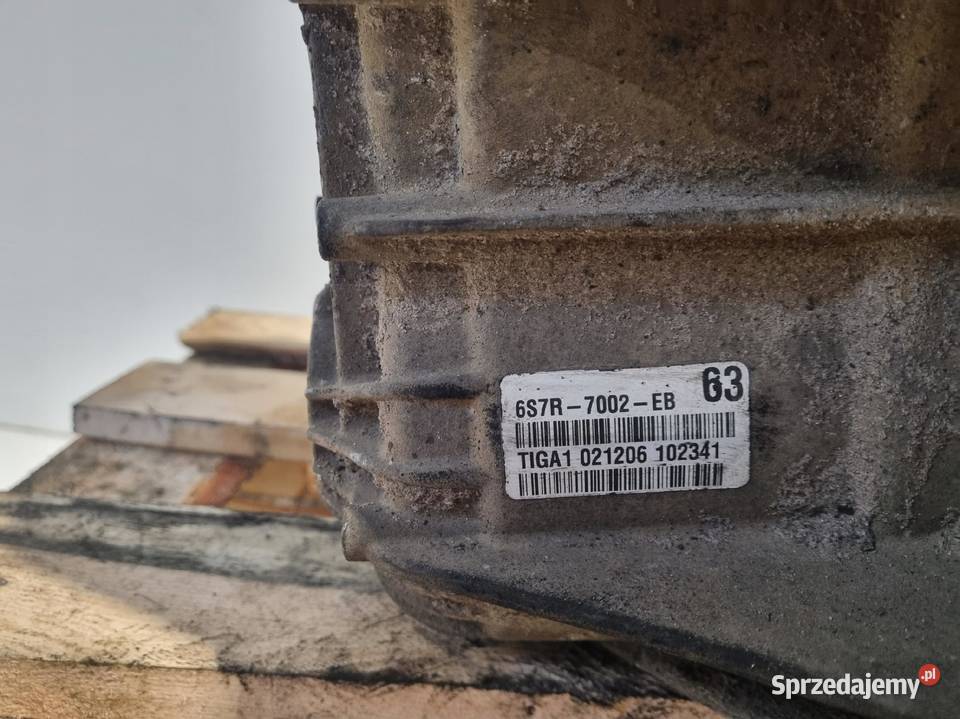 63
6S7R-7002-EB
TIGA1 021206 102341
Sprzedajemy.pl